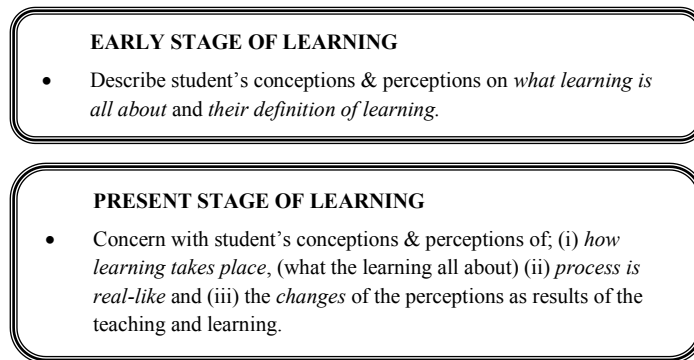 EARLY STAGE OF LEARNING
• Describe student’s conceptions & perceptions on what learning is
all about and their definition of learning.
PRESENT STAGE OF LEARNING
• Concern with student’s conceptions & perceptions of; (i) how
learning takes place, (what the learning all about) (ii) process is
real-like and (iii) the changes of the perceptions as results of the
teaching and learning.